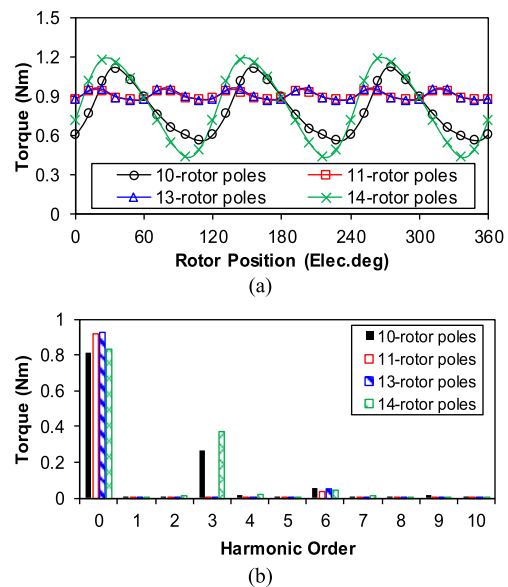 1.5
1.2
0.9
0.6
0.3
0
Torque (Nm)
10-rotor poles
11-rotor poles
13-rotor poles
14-rotor poles
0 60 120 180 240 300 360
Rotor Position (Elec.deg)
(a)
1
0.8
0.6
0.4
0.2
0
Torque (Nm)
10-rotor poles
11-rotor poles
13-rotor poles
14-rotor poles
0 1 2 3 4 5 6 7 8 9 10
Harmonic Order
(b)